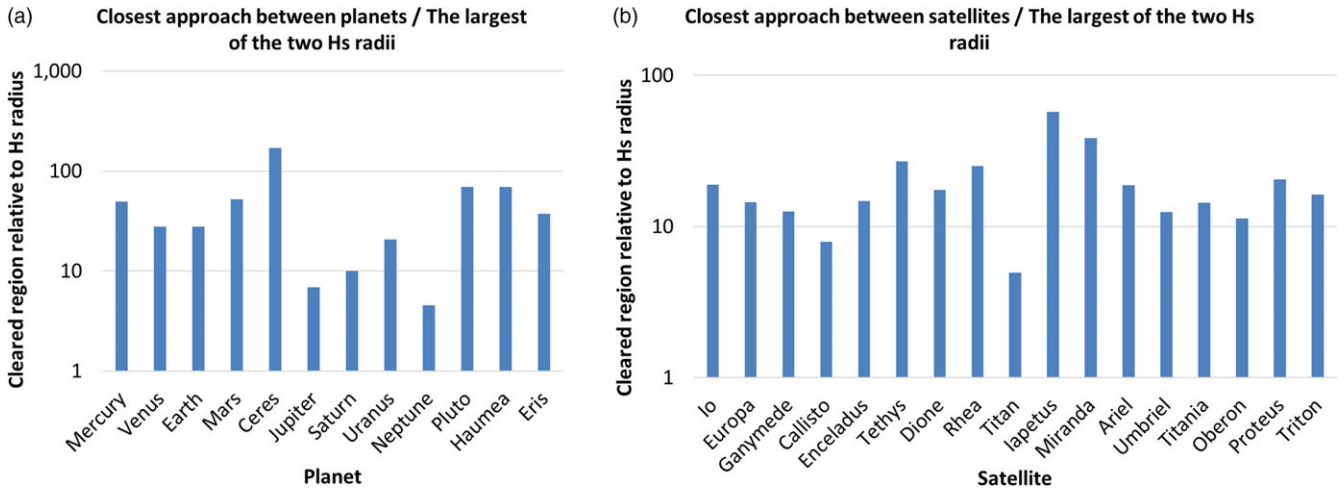 (a)
Closest approach between planets / The largest
of the two Hs radii
Cleared region relative to Hs radius
1,000
100
10
1
Mercury
Venus
Earth
Mars
Ceres
Jupiter
Saturn
Uranus
Neptune
Pluto
Haumea
Eris
Planet
(b)
Closest approach between satellites / The largest of the two Hs
radii
Cleared region relative to Hs radius
100
10
1
Io
Europa
Ganymede
Callisto
Enceladus
Tethys
Dione
Rhea
Titan
Iapetus
Miranda
Ariel
Umbriel
Titania
Oberon
Proteus
Triton
Satellite